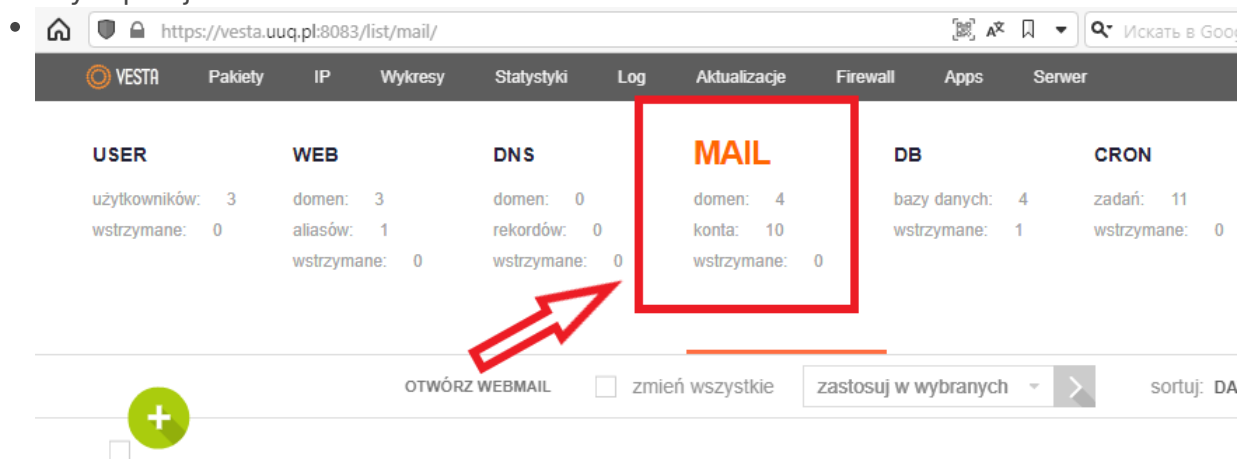 https://vesta.uuq.pl:8083/list/mail/ Искать в Goog
VESTA Pakiety IP Wykresy Statystyki Log Aktualizacje Firewall Apps Serwer
USER WEB DNS MAIL DB CRON
użytkowników: 3 domen: 3 domen: 0 domen: 4 bazy danych: 4 zadań: 11
wstrzymane: 0 aliasów: 1 rekordów: 0 konta: 10 wstrzymane: 1 wstrzymane: 0
wstrzymane: 0 wstrzymane: 0 wstrzymane: 0
OTWÓRZ WEBMAIL zmień wszystkie zastosuj w wybranych sortuj: DA